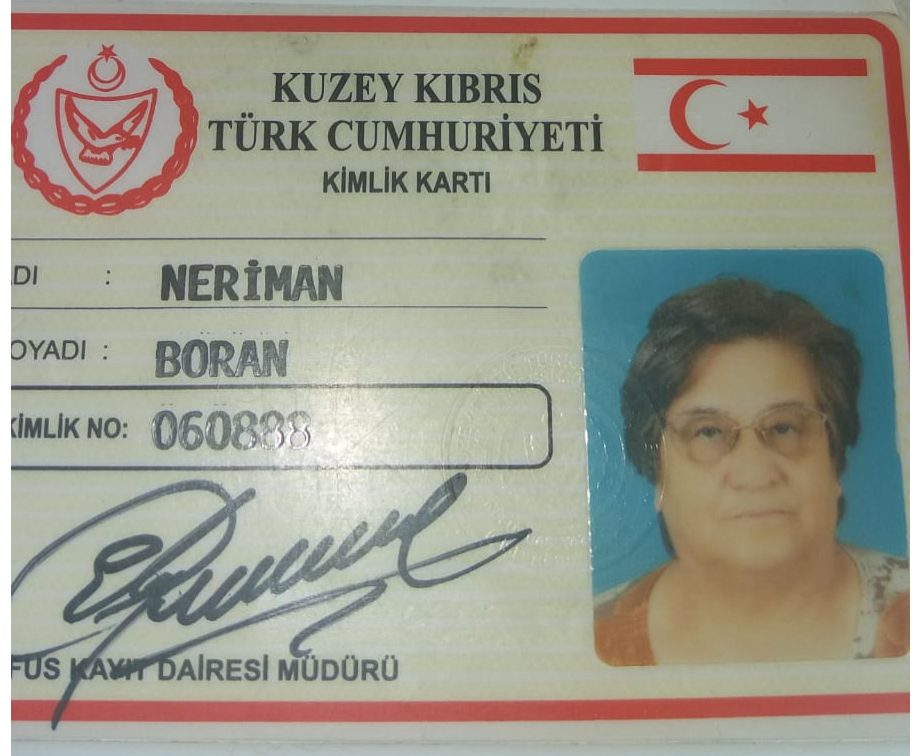 KUZEY KIBRIS
TÜRK CUMHURİYETİ
KİMLİK KARTI
DI : NERİMAN
OYADI : BORAN
KİMLİK NO: 060888
FUS KAYIT DAİRESİ MÜDÜRÜ